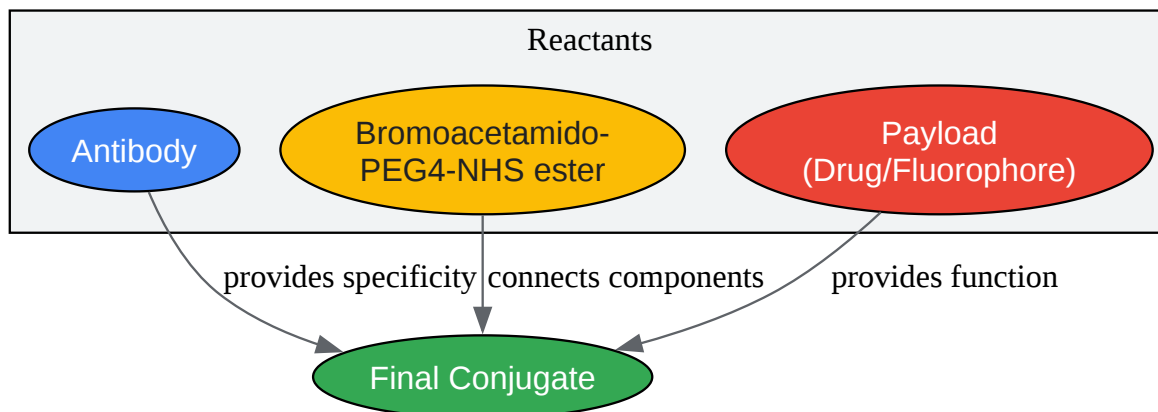 Reactants
Antibody
Bromoacetamido-
PEG4-NHS ester
Payload
(Drug/Fluorophore)
provides specificity
connects components
provides function
Final Conjugate